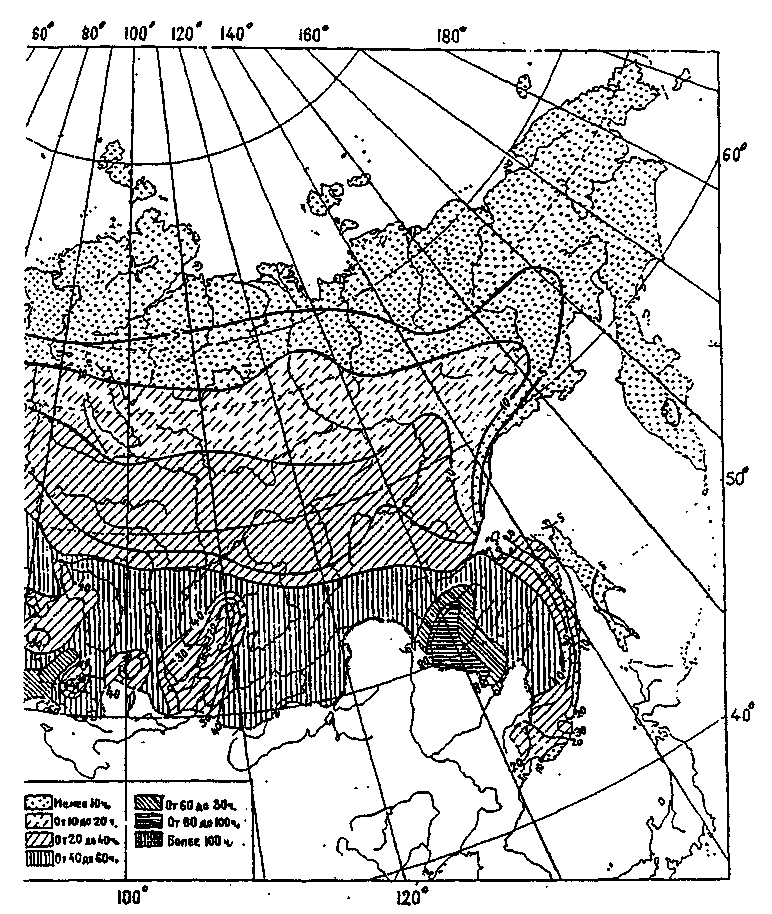 60° 80° 100° 120° 140° 160° 180°
60°
50°
40°
Менее 10 ч.
От 10 до 20 ч.
От 20 до 40 ч.
От 40 до 60 ч.
От 60 до 80 ч.
От 80 до 100 ч.
Более 100 ч.
100° 120°